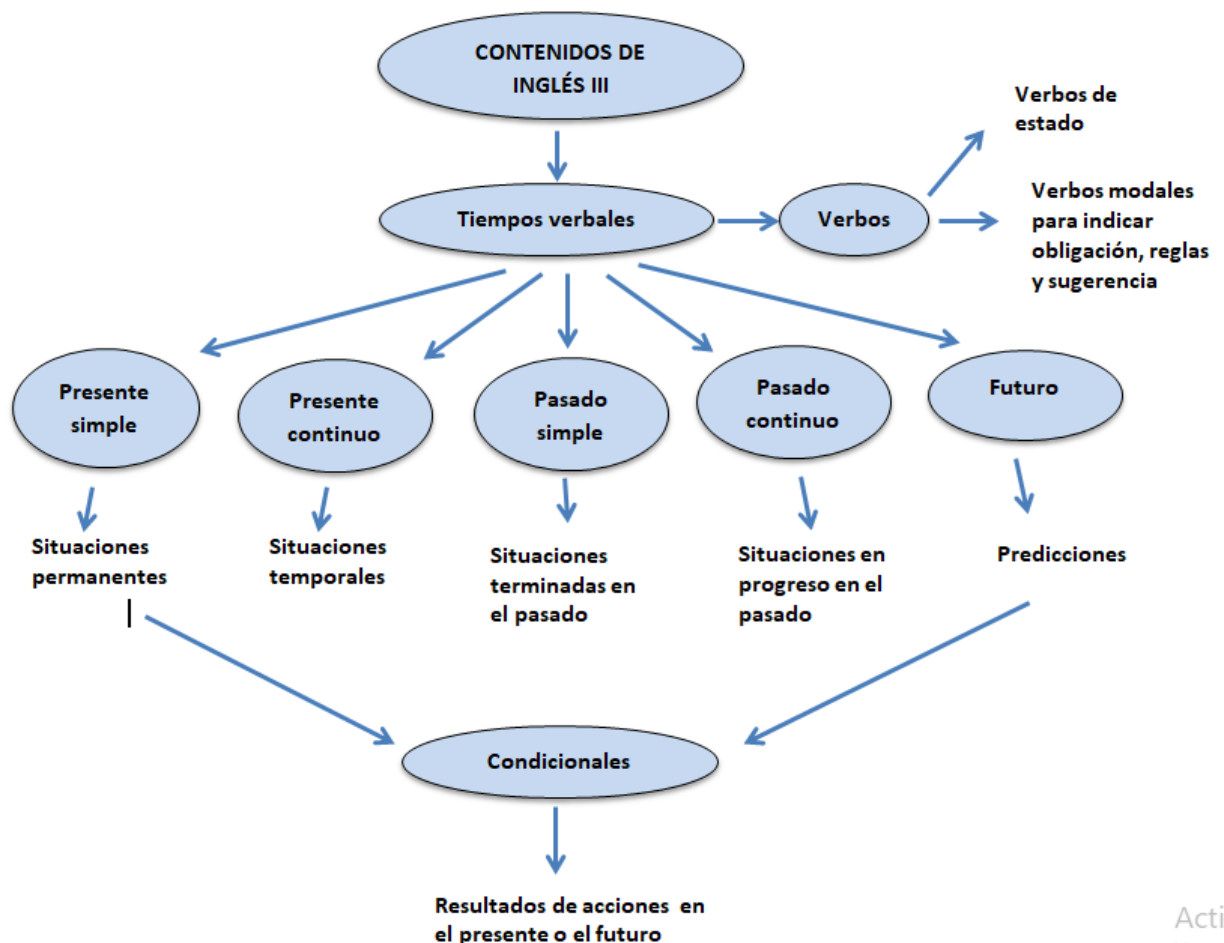 CONTENIDOS DE
INGLÉS III
Verbos de
estado
Tiempos verbales
Verbos
Verbos modales
para indicar
obligación, reglas
y sugerencia
Presente
simple
Presente
continuo
Pasado
simple
Pasado
continuo
Futuro
Situaciones
permanentes
Situaciones
temporales
Situaciones
terminadas en
el pasado
Situaciones en
progreso en el
pasado
Predicciones
Condicionales
Resultados de acciones en
el presente o el futuro
Acti